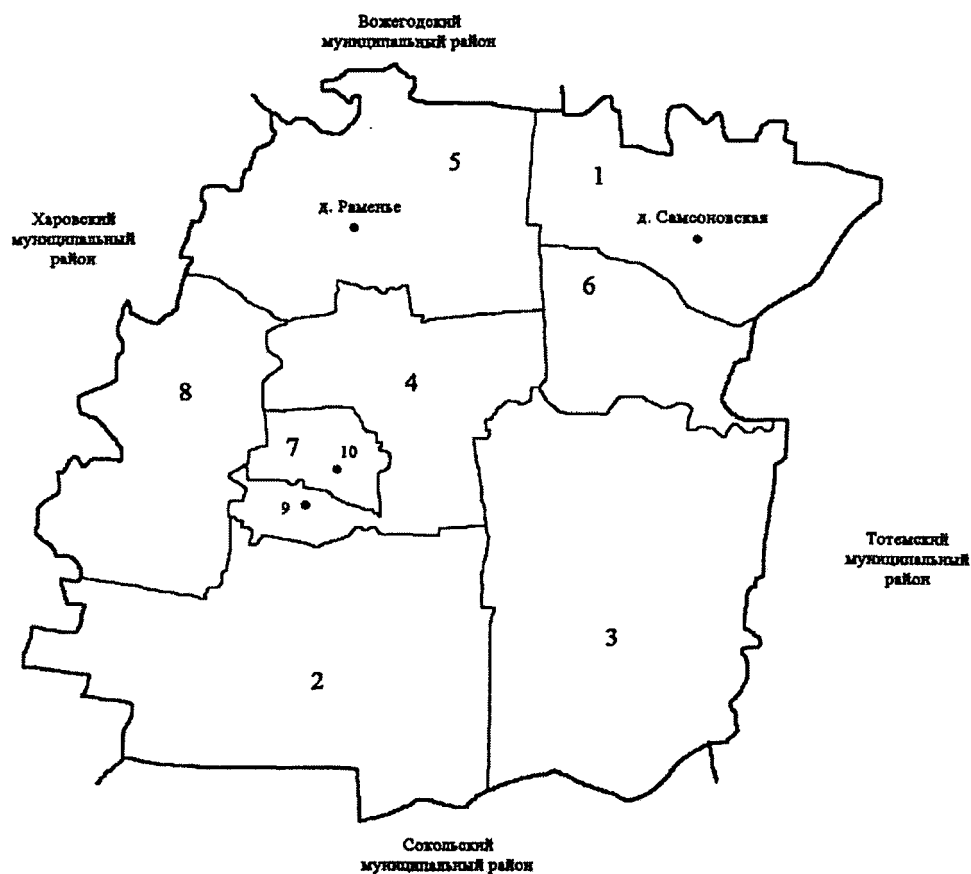 Вожегодский
муниципальный район
5
1
д. Раменье
д. Самсоновская
Харовский
муниципальный
район
6
8
4
7
10
9
Тотемский
муниципальный
район
3
2
Сокольский
муниципальный район